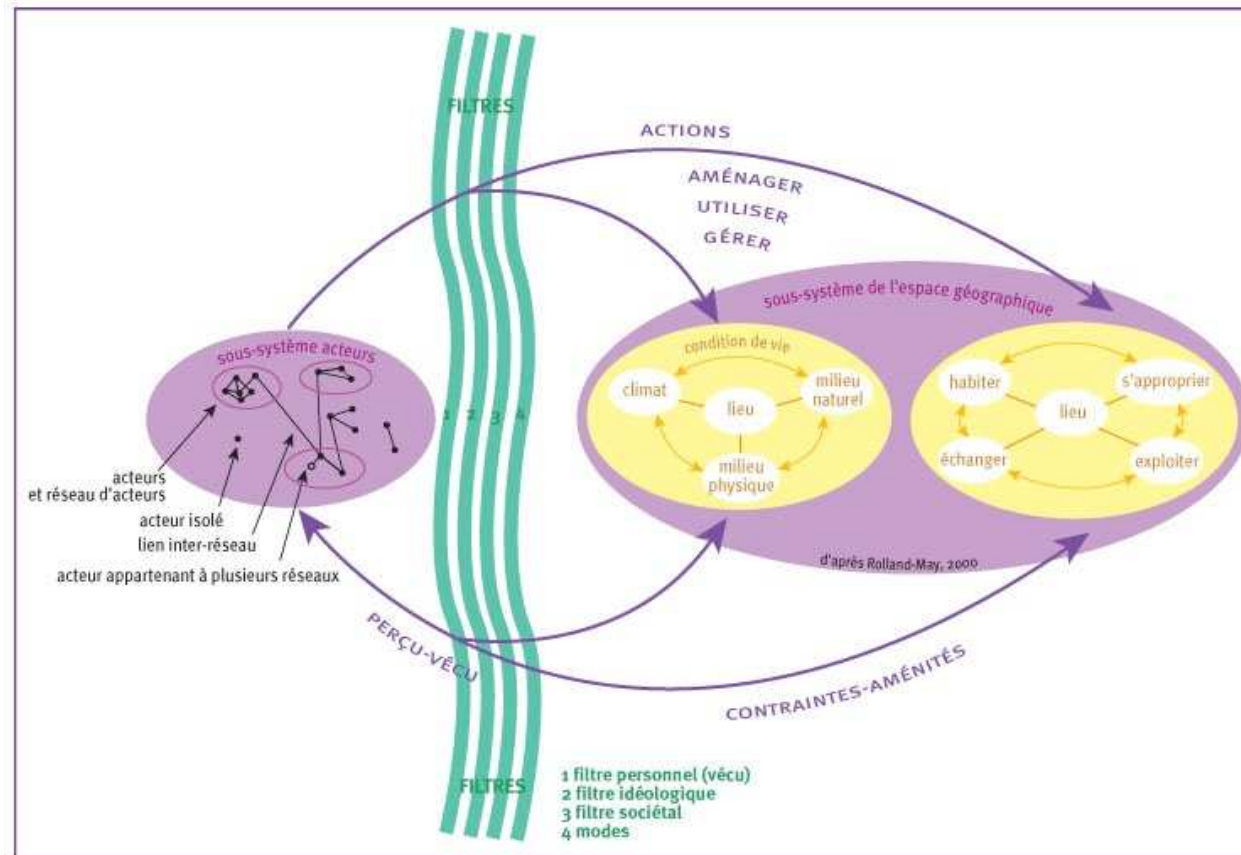 FILTRES
ACTIONS
AMÉNAGER
UTILISER
GÉRER
sous-système de l'espace géographique
sous-système acteurs
condition de vie
climat
milieu
naturel
lieu
milieu
physique
habiter
s'approprier
lieu
échanger
exploiter
1 2 3 4
acteurs
et réseau d'acteurs
acteur isolé
lien inter-réseau
acteur appartenant à plusieurs réseaux
d'après Rolland-May, 2000
PERÇU-VÉCU
CONTRAINTES-AMÉNITÉS
FILTRES
1 filtre personnel (vécu)
2 filtre idéologique
3 filtre sociétal
4 modes